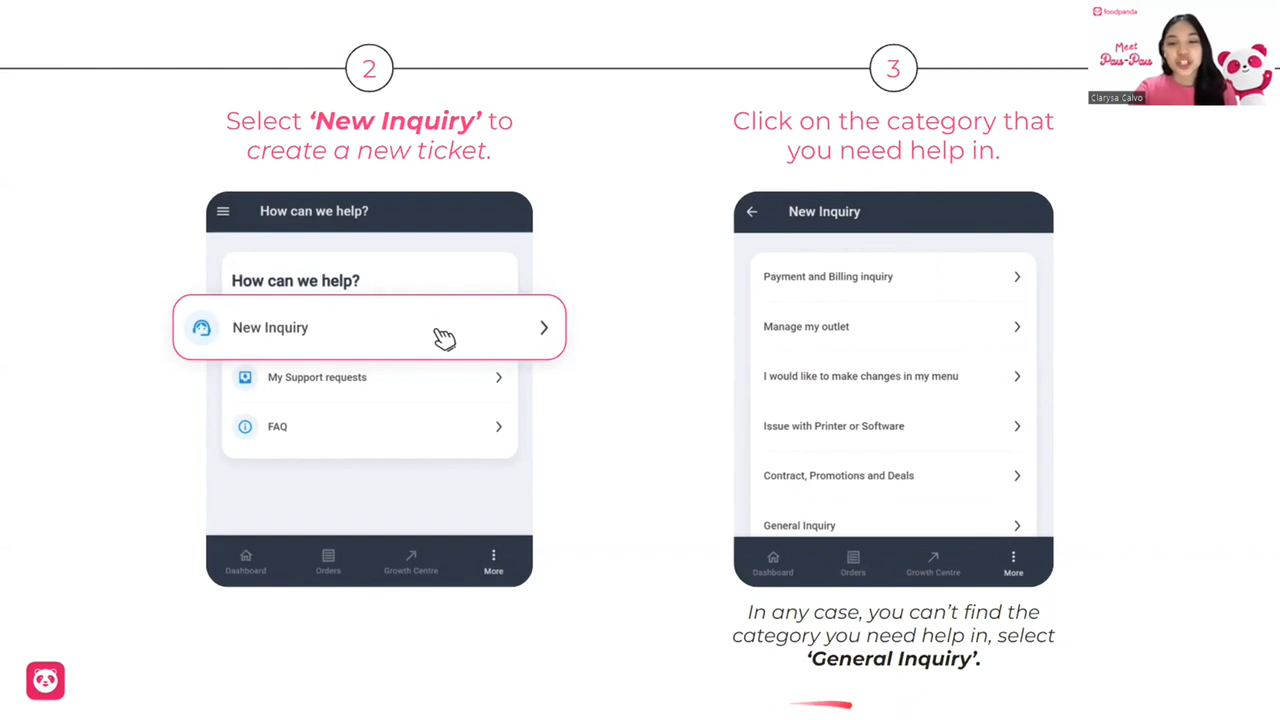 foodpanda
Meet
Pau-Pau
Clarysa Calvo
2
Select ‘New Inquiry’ to
create a new ticket.
How can we help?
How can we help?
New Inquiry
My Support requests
FAQ
Dashboard
Orders
Growth Centre
More
3
Click on the category that
you need help in.
New Inquiry
Payment and Billing inquiry
Manage my outlet
I would like to make changes in my menu
Issue with Printer or Software
Contract, Promotions and Deals
General Inquiry
Dashboard
Orders
Growth Centre
More
In any case, you can’t find the
category you need help in, select
‘General Inquiry’.